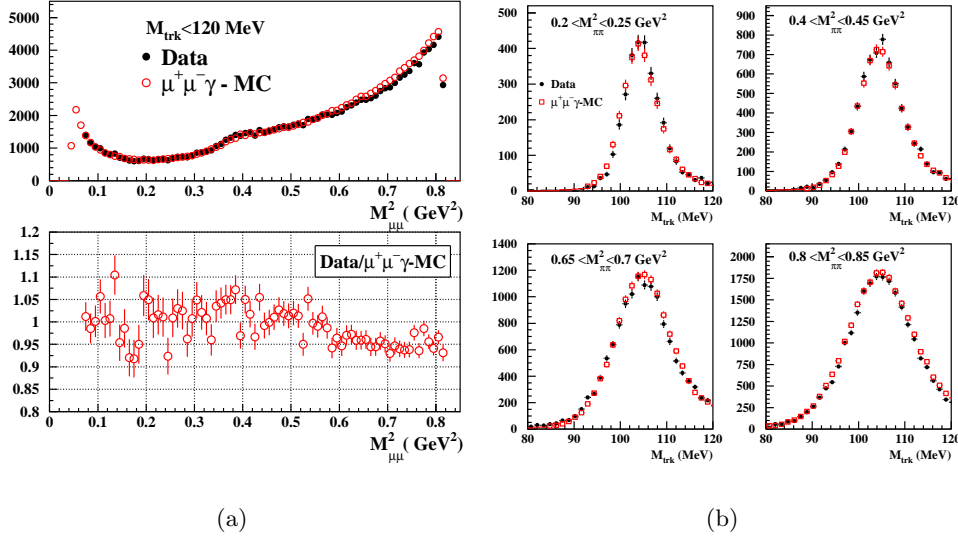 5000
4000
3000
2000
1000
0
M_trk<120 MeV
Data
μ⁺μ⁻γ - MC
0 0.1 0.2 0.3 0.4 0.5 0.6 0.7 0.8
M²_μμ( GeV²)
1.2
1.15
1.1
1.05
1
0.95
0.9
0.85
0.8
Data/μ⁺μ⁻γ-MC
0 0.1 0.2 0.3 0.4 0.5 0.6 0.7 0.8
M²_μμ( GeV²)
(a)
400
300
200
100
0
0.2 <M²_ππ<0.25 GeV²
Data
μ⁺μ⁻γ-MC
80 90 100 110 120
M_trk (MeV)
900
800
700
600
500
400
300
200
100
0
0.4 <M²_ππ<0.45 GeV²
80 90 100 110 120
M_trk (MeV)
1400
1200
1000
800
600
400
200
0
0.65 <M²_ππ<0.7 GeV²
80 90 100 110 120
M_trk (MeV)
2000
1750
1500
1250
1000
750
500
250
0
0.8 <M²_ππ<0.85 GeV²
80 90 100 110 120
M_trk (MeV)
(b)